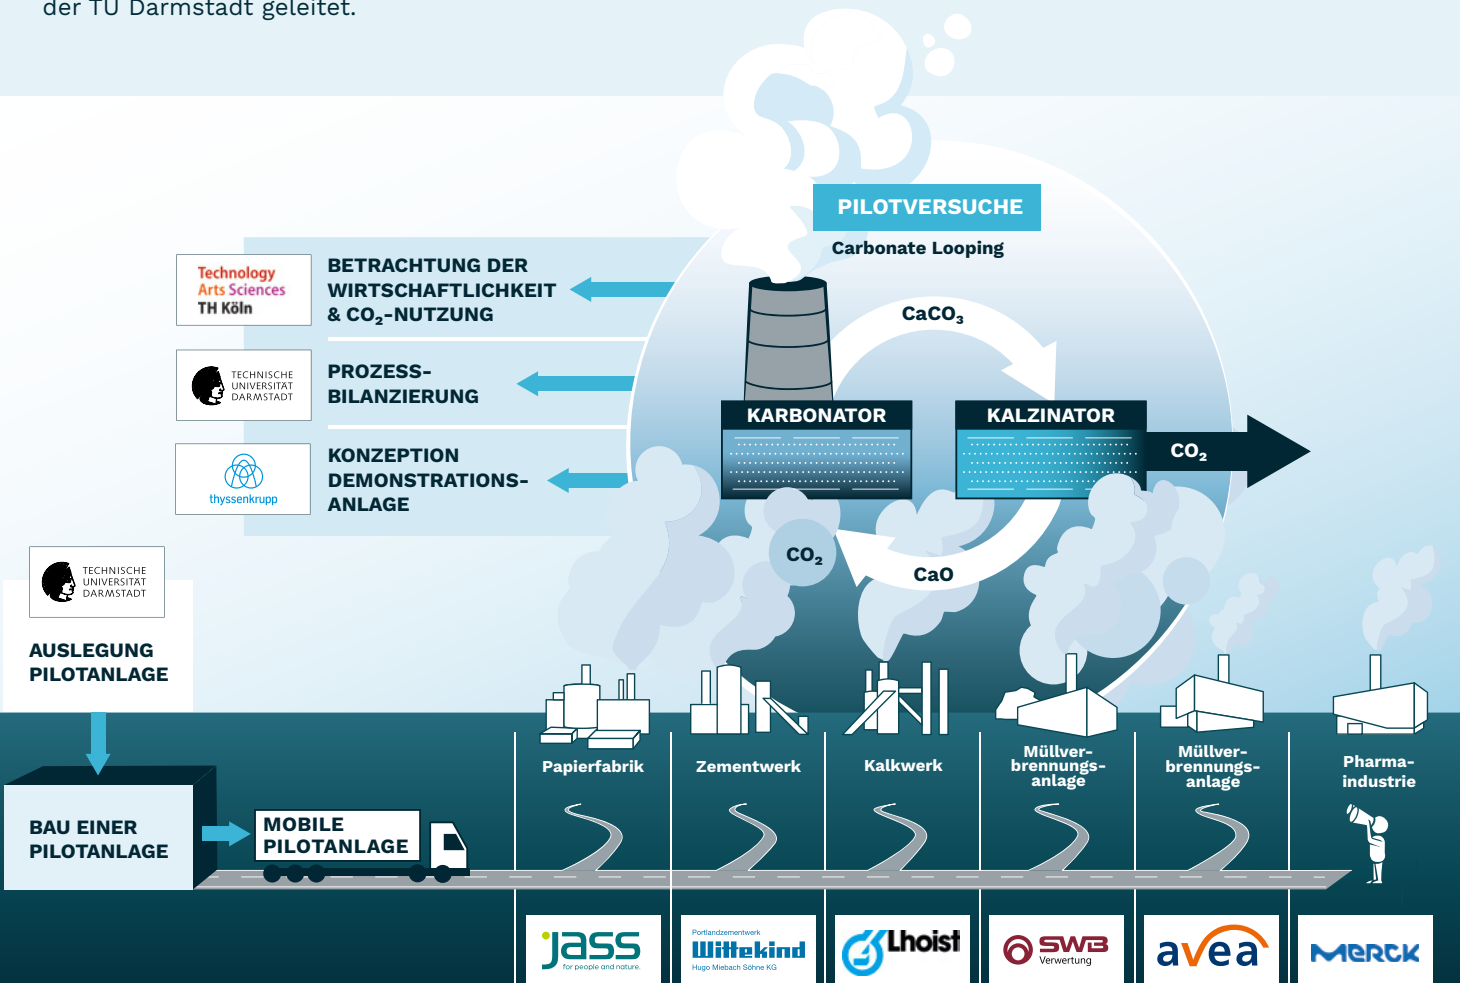 der TU Darmstadt geleitet.
PILOTVERSUCHE
Carbonate Looping
Technology
Arts Sciences
TH Köln
BETRACHTUNG DER
WIRTSCHAFTLICHKEIT
& CO₂-NUTZUNG
TECHNISCHE
UNIVERSITÄT
DARMSTADT
PROZESS-
BILANZIERUNG
thyssenkrupp
KONZEPTION
DEMONSTRATIONS-
ANLAGE
CaCO₃
KARBONATOR
KALZINATOR
CO₂
CO₂
CaO
TECHNISCHE
UNIVERSITÄT
DARMSTADT
AUSLEGUNG
PILOTANLAGE
BAU EINER
PILOTANLAGE
MOBILE
PILOTANLAGE
Papierfabrik
Zementwerk
Kalkwerk
Müllver-
brennungs-
anlage
Müllver-
brennungs-
anlage
Pharma-
industrie
jass
for people and nature.
Portlandzementwerk
Wittekind
Hugo Miebach Söhne KG
Lhoist
SWB
Verwertung
avea
MERCK